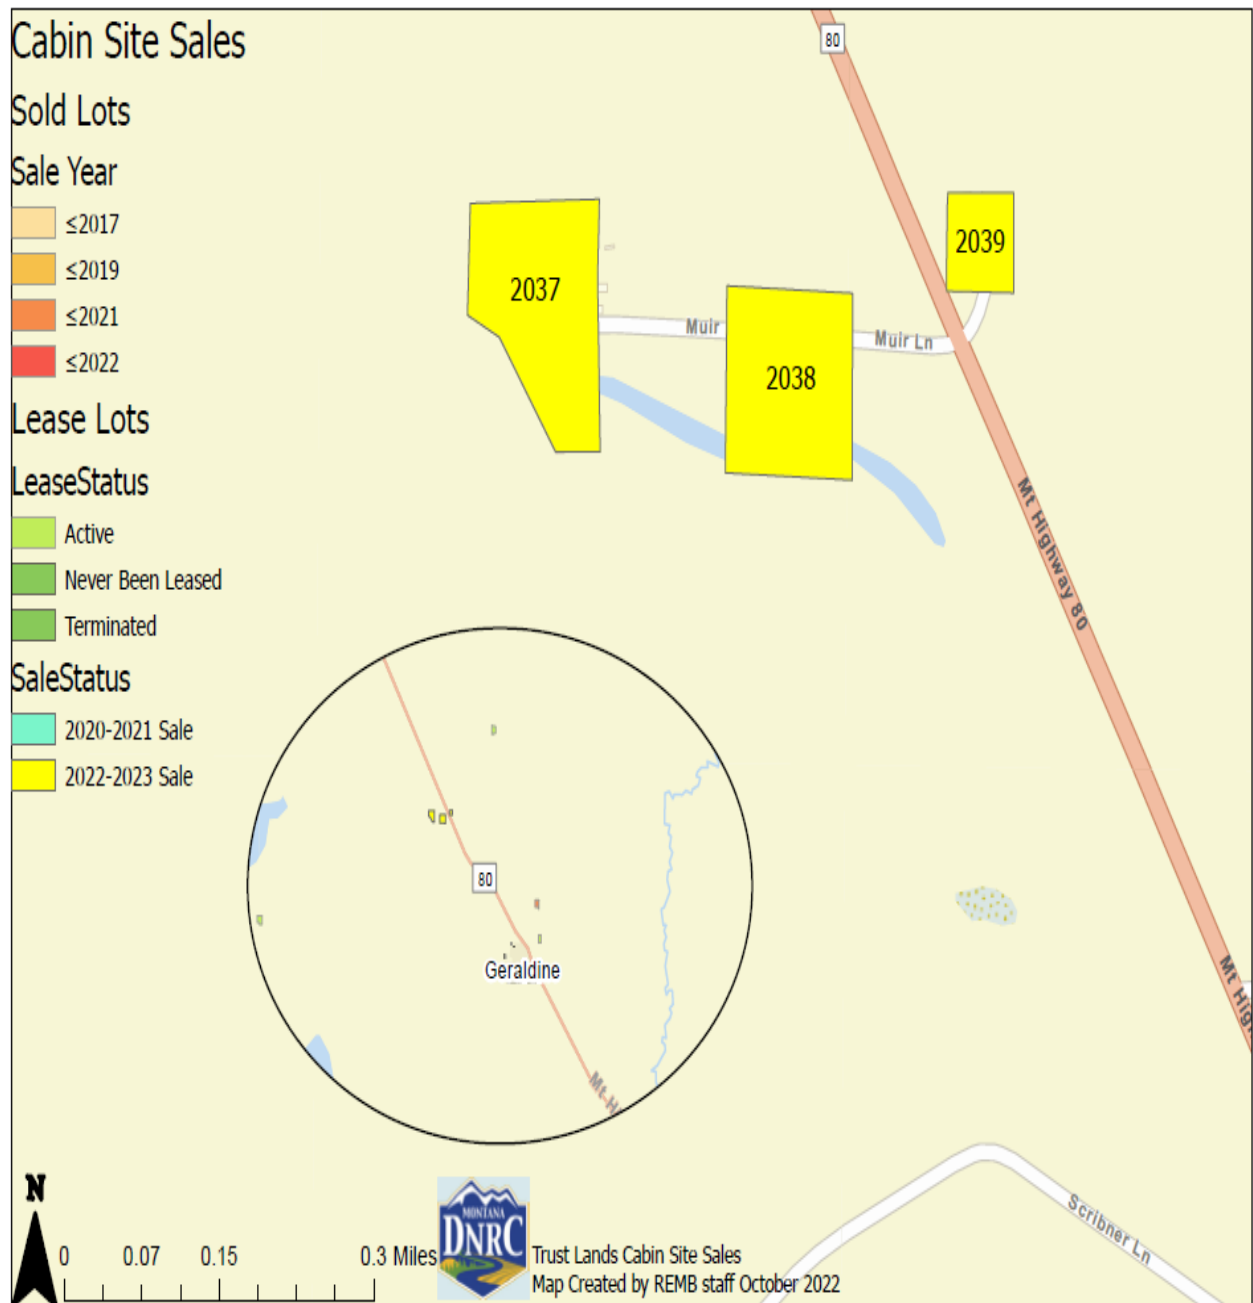 Cabin Site Sales
Sold Lots
Sale Year
≤2017
≤2019
≤2021
≤2022
Lease Lots
LeaseStatus
Active
Never Been Leased
Terminated
SaleStatus
2020-2021 Sale
2022-2023 Sale
80
2037
2039
Muir
Muir Ln
2038
Mt Highway 80
80
Geraldine
Mt H
Mt High
Scribner Ln
N
0 0.07 0.15 0.3 Miles
MONTANA
DNRC
Trust Lands Cabin Site Sales
Map Created by REMB staff October 2022